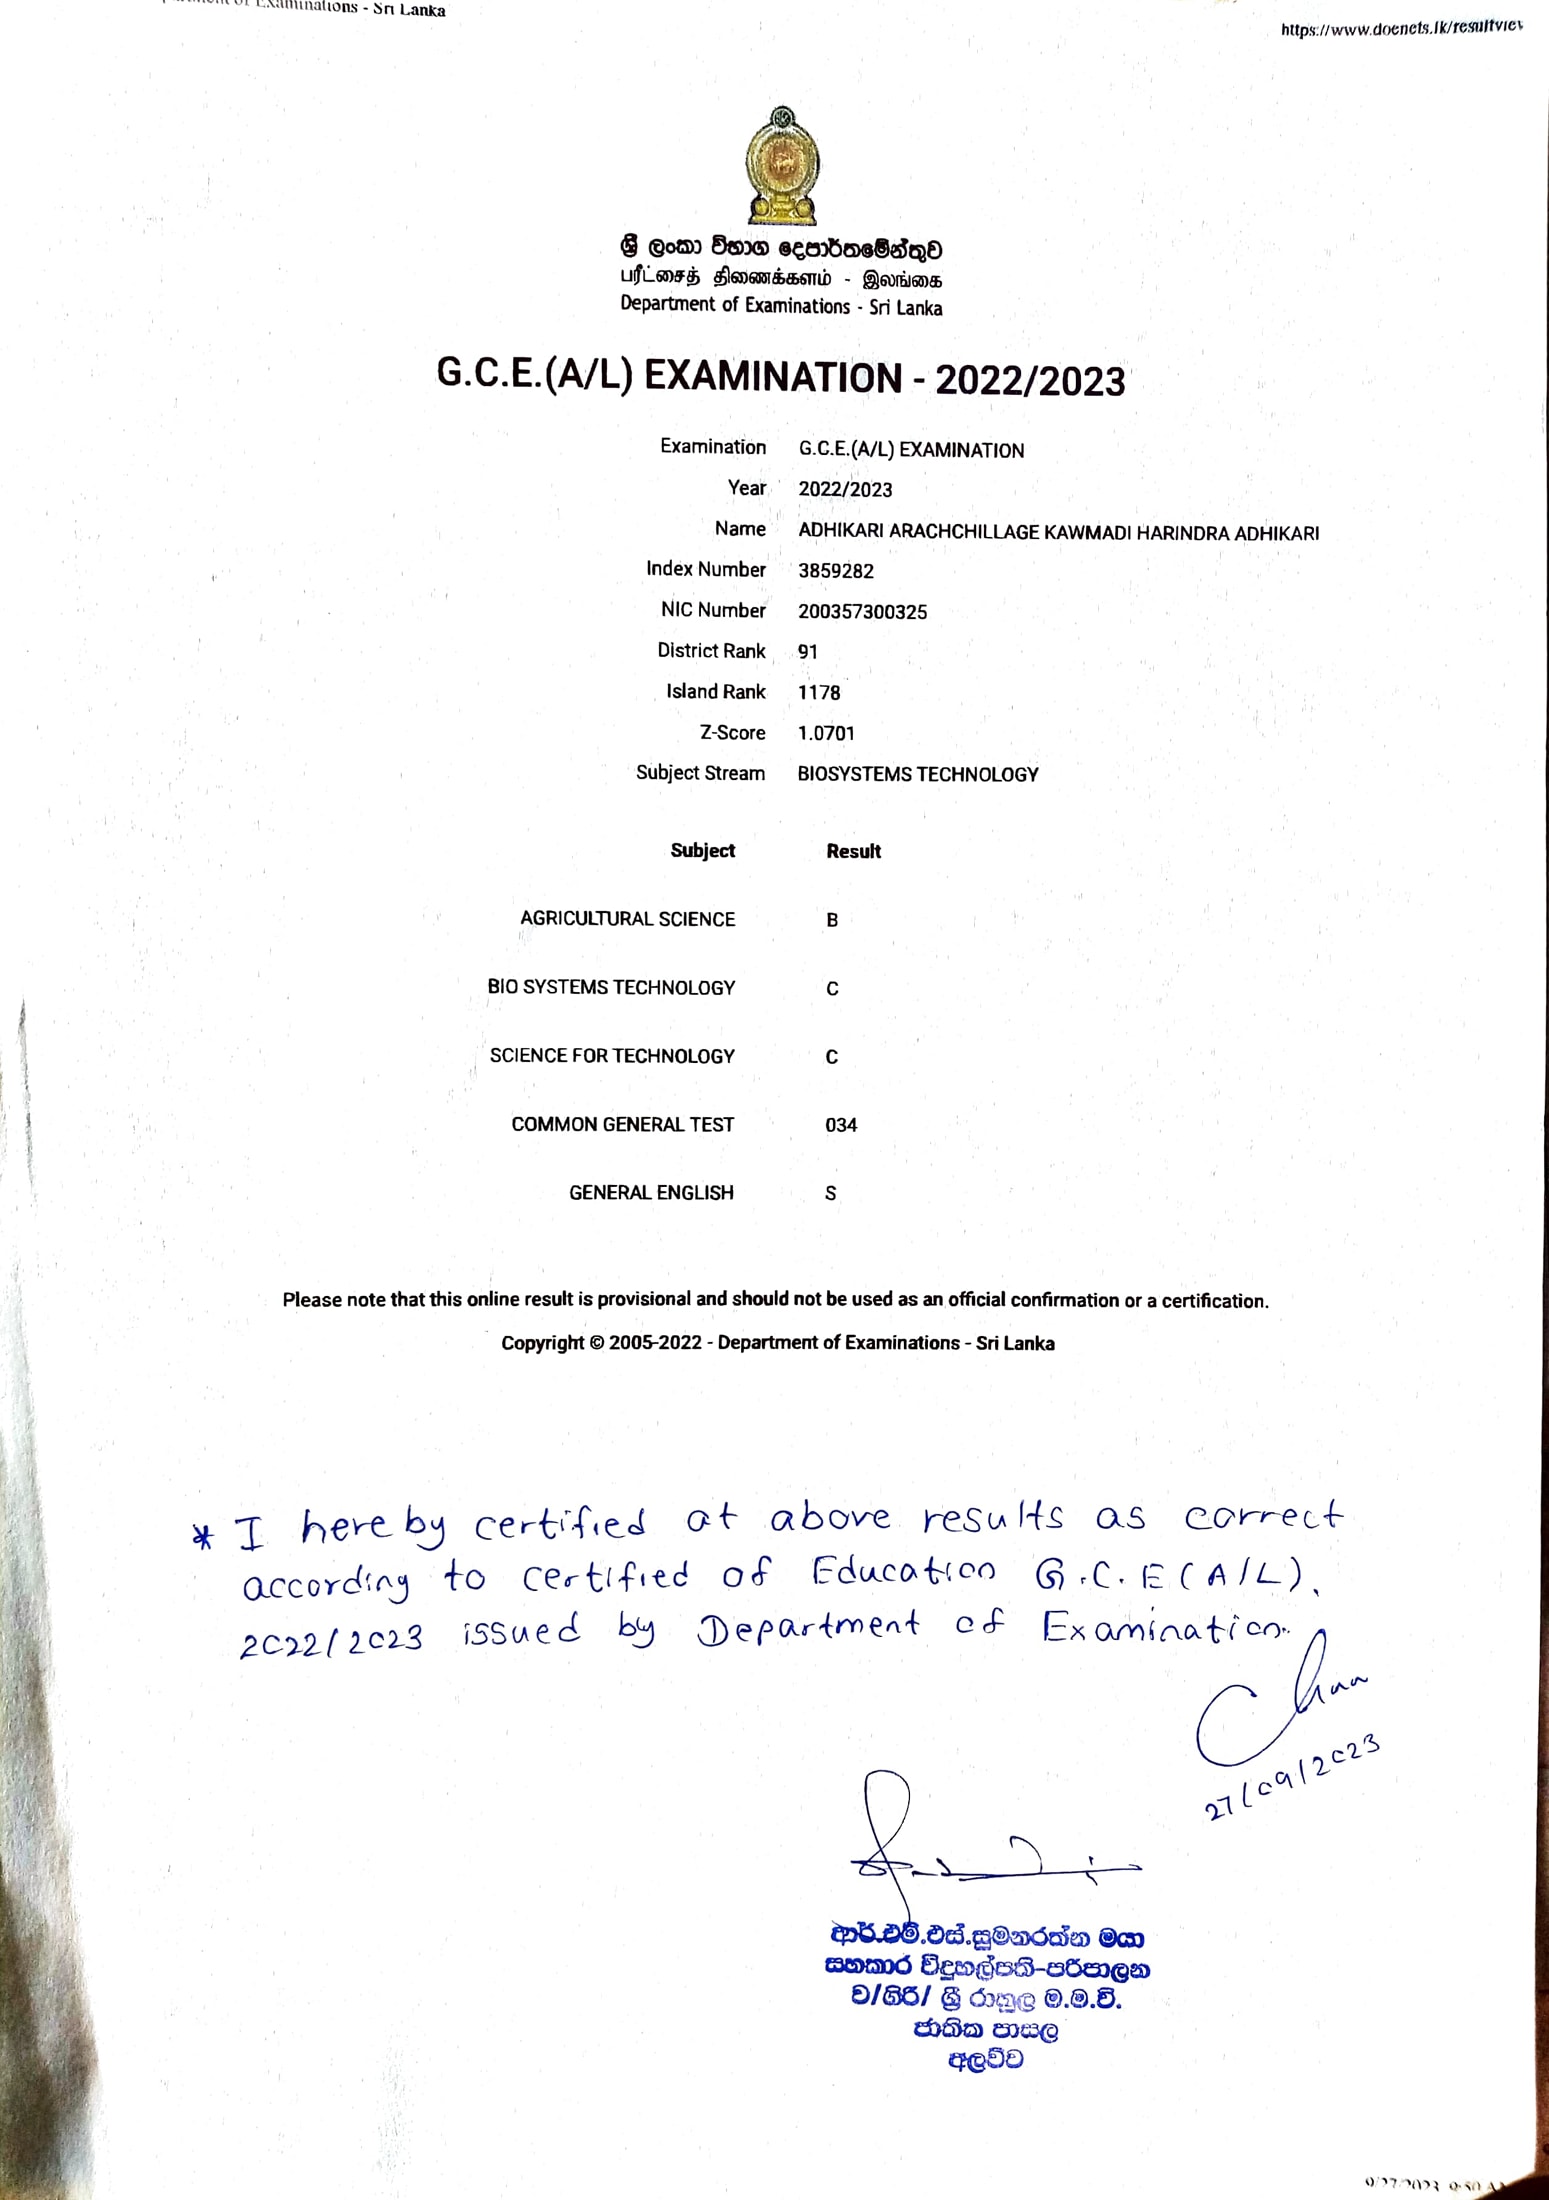 Examinations - Sri Lanka
https://www.doenets.lk/resultview
ශ්‍රී ලංකා විභාග දෙපාර්තමේන්තුව
பரீட்சைத் திணைக்களம் - இலங்கை
Department of Examinations - Sri Lanka
G.C.E.(A/L) EXAMINATION - 2022/2023
Examination G.C.E.(A/L) EXAMINATION
Year 2022/2023
Name ADHIKARI ARACHCHILLAGE KAWMADI HARINDRA ADHIKARI
Index Number 3859282
NIC Number 200357300325
District Rank 91
Island Rank 1178
Z-Score 1.0701
Subject Stream BIOSYSTEMS TECHNOLOGY
Subject Result
AGRICULTURAL SCIENCE B
BIO SYSTEMS TECHNOLOGY C
SCIENCE FOR TECHNOLOGY C
COMMON GENERAL TEST 034
GENERAL ENGLISH S
Please note that this online result is provisional and should not be used as an official confirmation or a certification.
Copyright © 2005-2022 - Department of Examinations - Sri Lanka
* I hereby certified at above results as correct
according to certified of Education G.C.E (A/L).
2022/2023 issued by Department of Examination.
27/09/2023
ආර්.එම්.එස්.සුමනරත්න මයා
සහකාර විදුහල්පති-පරිපාලන
ව/ගිරි/ ශ්‍රී රාහුල ම.ම.වි.
ජාතික පාසල
අලව්ව
9/27/2023 9:50